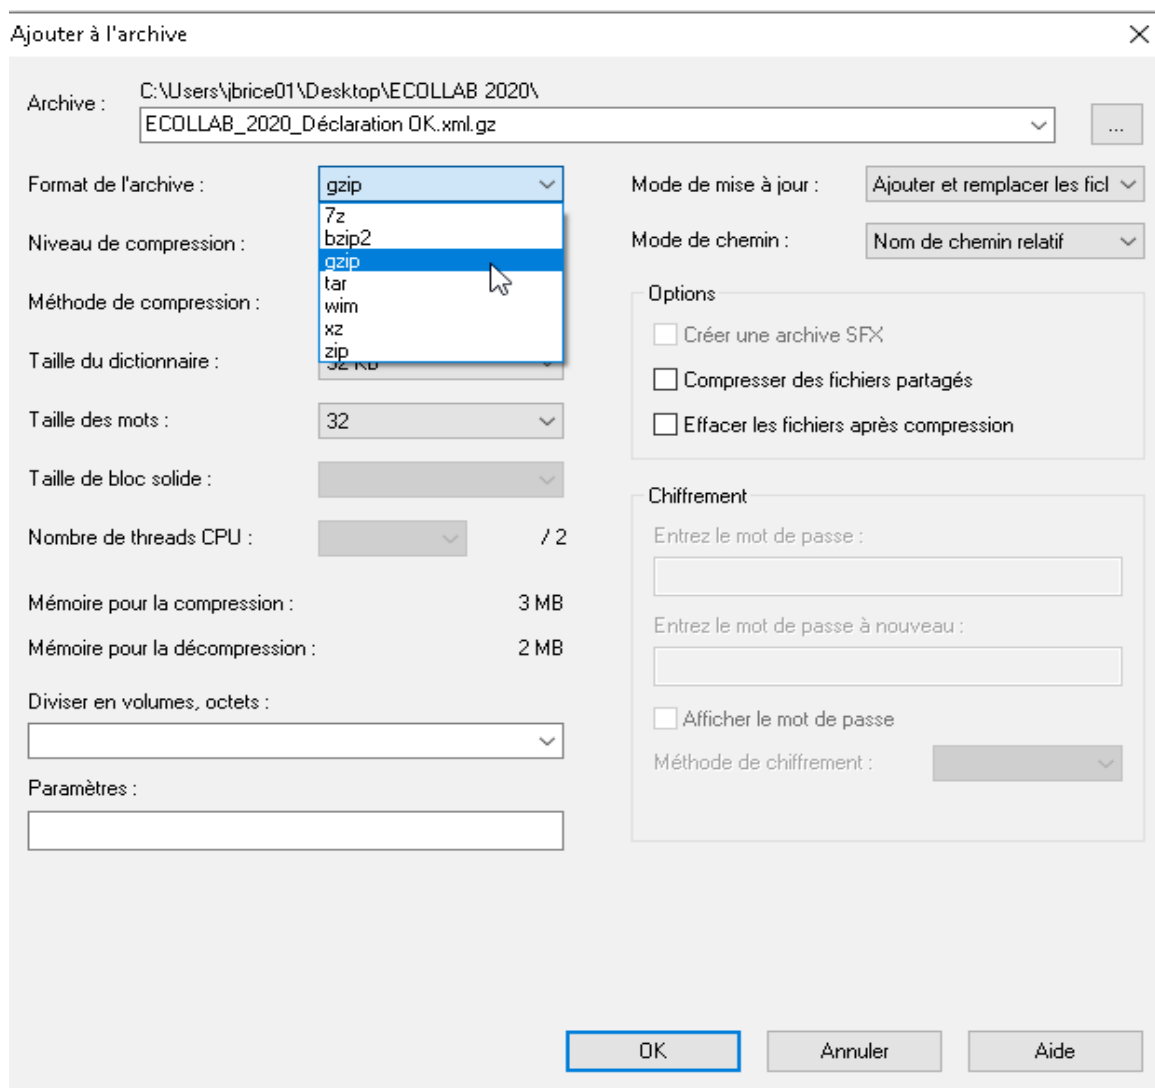 Ajouter à l'archive
Archive :
C:\Users\jbrice01\Desktop\ECOLLAB 2020\
ECOLLAB_2020_Déclaration OK.xml.gz
...
Format de l'archive :
gzip
7z
bzip2
gzip
tar
wim
xz
zip
Niveau de compression :
Méthode de compression :
Taille du dictionnaire :
32 KB
Taille des mots :
32
Taille de bloc solide :
Nombre de threads CPU :
/ 2
Mémoire pour la compression :
3 MB
Mémoire pour la décompression :
2 MB
Diviser en volumes, octets :
Paramètres :
Mode de mise à jour :
Ajouter et remplacer les ficl
Mode de chemin :
Nom de chemin relatif
Options
Créer une archive SFX
Compresser des fichiers partagés
Effacer les fichiers après compression
Chiffrement
Entrez le mot de passe :
Entrez le mot de passe à nouveau :
Afficher le mot de passe
Méthode de chiffrement :
OK
Annuler
Aide